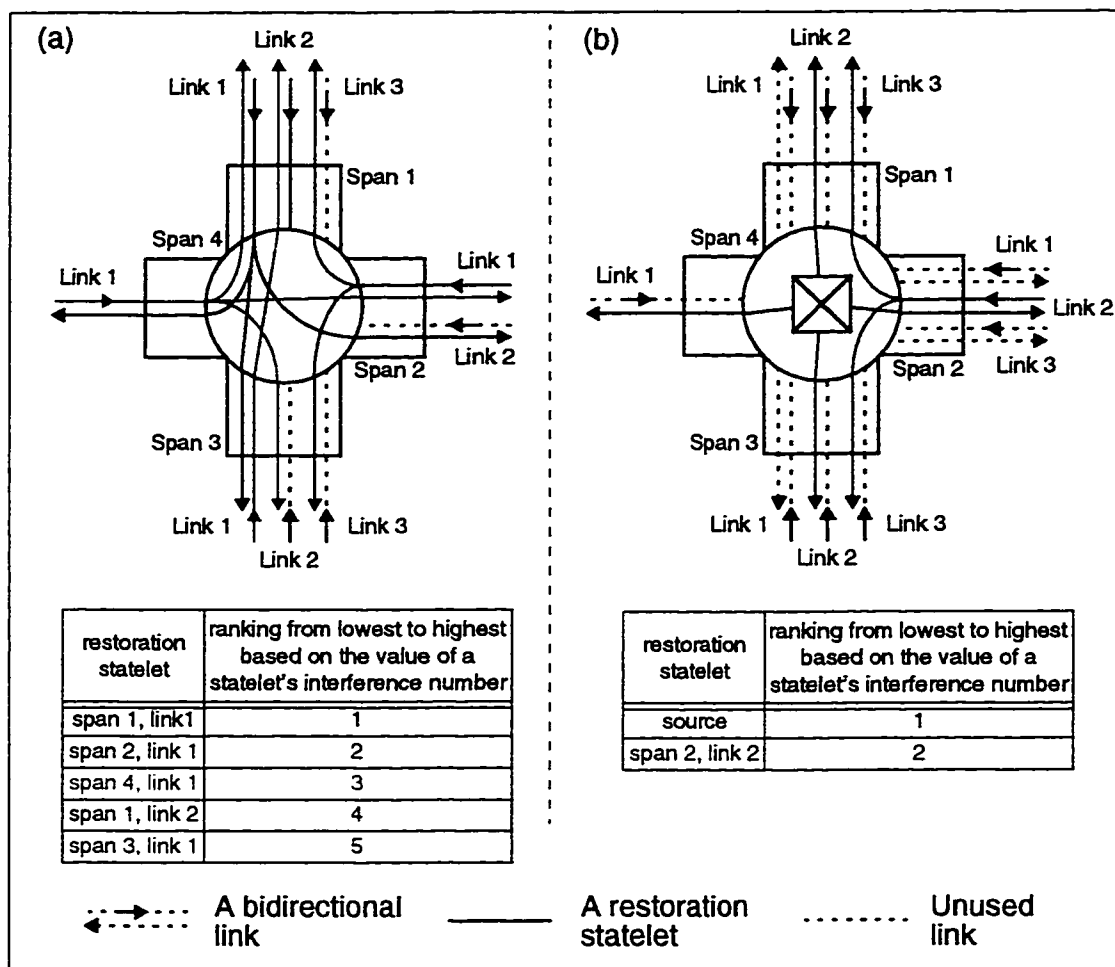 (a)
Link 2
Link 1
Link 3
Span 1
Span 4
Link 1
Link 1
Link 2
Span 2
Span 3
Link 1
Link 3
Link 2
restoration statelet
ranking from lowest to highest based on the value of a statelet's interference number
span 1, link1
1
span 2, link 1
2
span 4, link 1
3
span 1, link 2
4
span 3, link 1
5
(b)
Link 2
Link 1
Link 3
Span 1
Span 4
Link 1
Link 1
Link 2
Span 2
Link 3
Span 3
Link 1
Link 3
Link 2
restoration statelet
ranking from lowest to highest based on the value of a statelet's interference number
source
1
span 2, link 2
2
A bidirectional link
A restoration statelet
Unused link